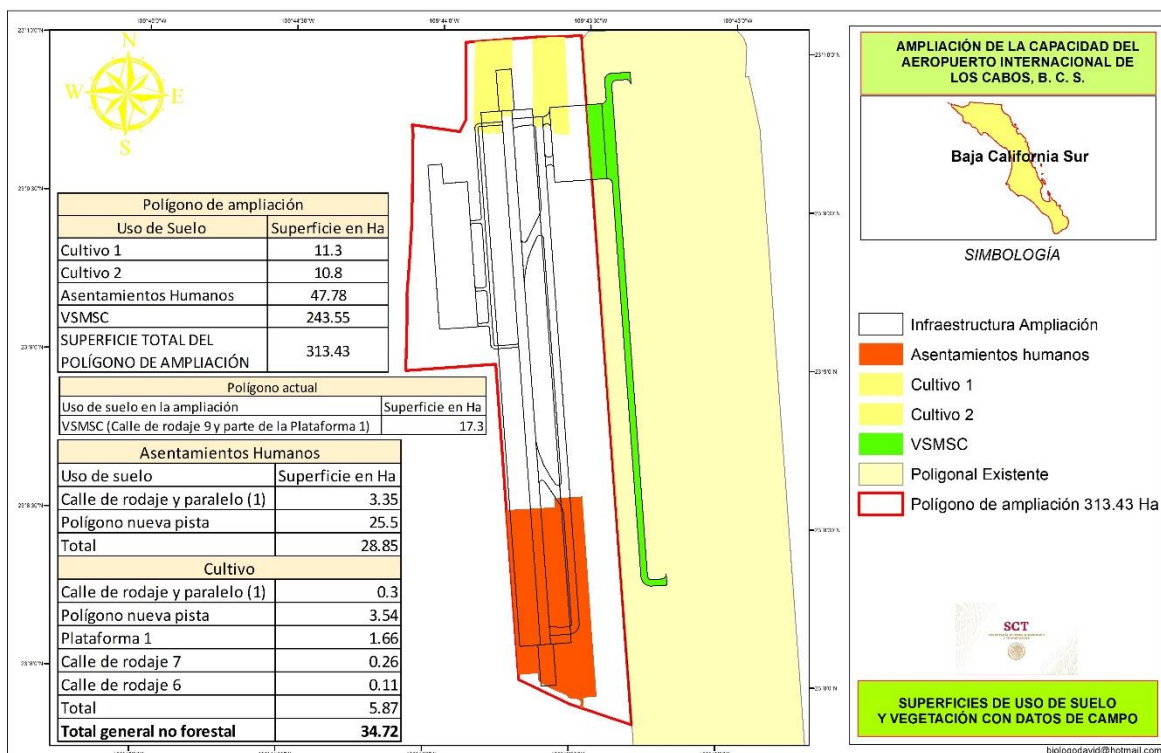 N
W E
S
Polígono de ampliación
Uso de Suelo Superficie en Ha
Cultivo 1 11.3
Cultivo 2 10.8
Asentamientos Humanos 47.78
VSMSC 243.55
SUPERFICIE TOTAL DEL
POLÍGONO DE AMPLIACIÓN 313.43
Polígono actual
Uso de suelo en la ampliación Superficie en Ha
VSMSC (Calle de rodaje 9 y parte de la Plataforma 1) 17.3
Asentamientos Humanos
Uso de suelo Superficie en Ha
Calle de rodaje y paralelo (1) 3.35
Polígono nueva pista 25.5
Total 28.85
Cultivo
Calle de rodaje y paralelo (1) 0.3
Polígono nueva pista 3.54
Plataforma 1 1.66
Calle de rodaje 7 0.26
Calle de rodaje 6 0.11
Total 5.87
Total general no forestal 34.72
AMPLIACIÓN DE LA CAPACIDAD DEL
AEROPUERTO INTERNACIONAL DE
LOS CABOS, B. C. S.
Baja California Sur
SIMBOLOGÍA
Infraestructura Ampliación
Asentamientos humanos
Cultivo 1
Cultivo 2
VSMSC
Poligonal Existente
Polígono de ampliación 313.43 Ha
SCT
SUPERFICIES DE USO DE SUELO
Y VEGETACIÓN CON DATOS DE CAMPO
biologodavid@hotmail.com